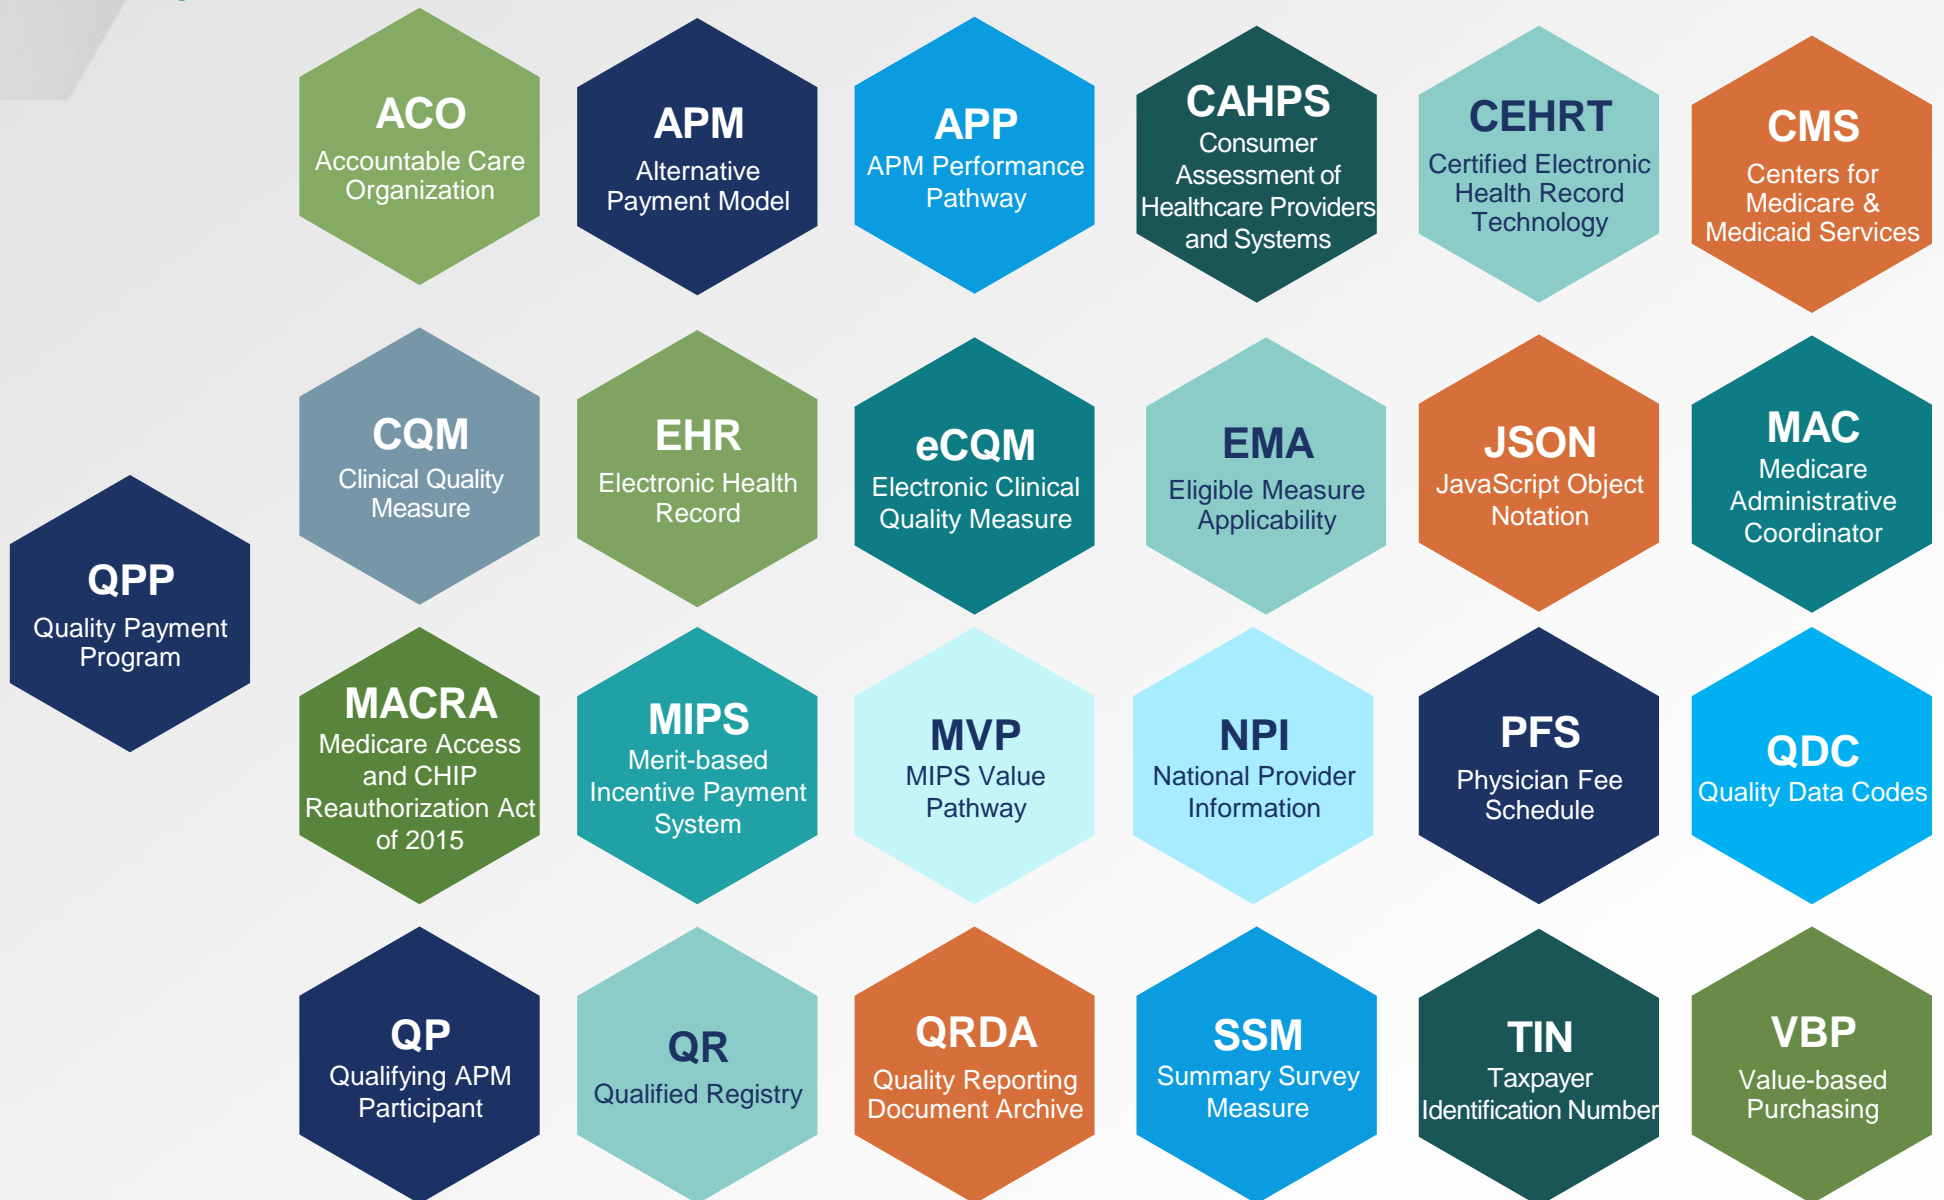 ACO
Accountable Care
Organization
APM
Alternative
Payment Model
APP
APM Performance
Pathway
CAHPS
Consumer
Assessment of
Healthcare Providers
and Systems
CEHRT
Certified Electronic
Health Record
Technology
CMS
Centers for
Medicare &
Medicaid Services
CQM
Clinical Quality
Measure
EHR
Electronic Health
Record
eCQM
Electronic Clinical
Quality Measure
EMA
Eligible Measure
Applicability
JSON
JavaScript Object
Notation
MAC
Medicare
Administrative
Coordinator
QPP
Quality Payment
Program
MACRA
Medicare Access
and CHIP
Reauthorization Act
of 2015
MIPS
Merit-based
Incentive Payment
System
MVP
MIPS Value
Pathway
NPI
National Provider
Information
PFS
Physician Fee
Schedule
QDC
Quality Data Codes
QP
Qualifying APM
Participant
QR
Qualified Registry
QRDA
Quality Reporting
Document Archive
SSM
Summary Survey
Measure
TIN
Taxpayer
Identification Number
VBP
Value-based
Purchasing